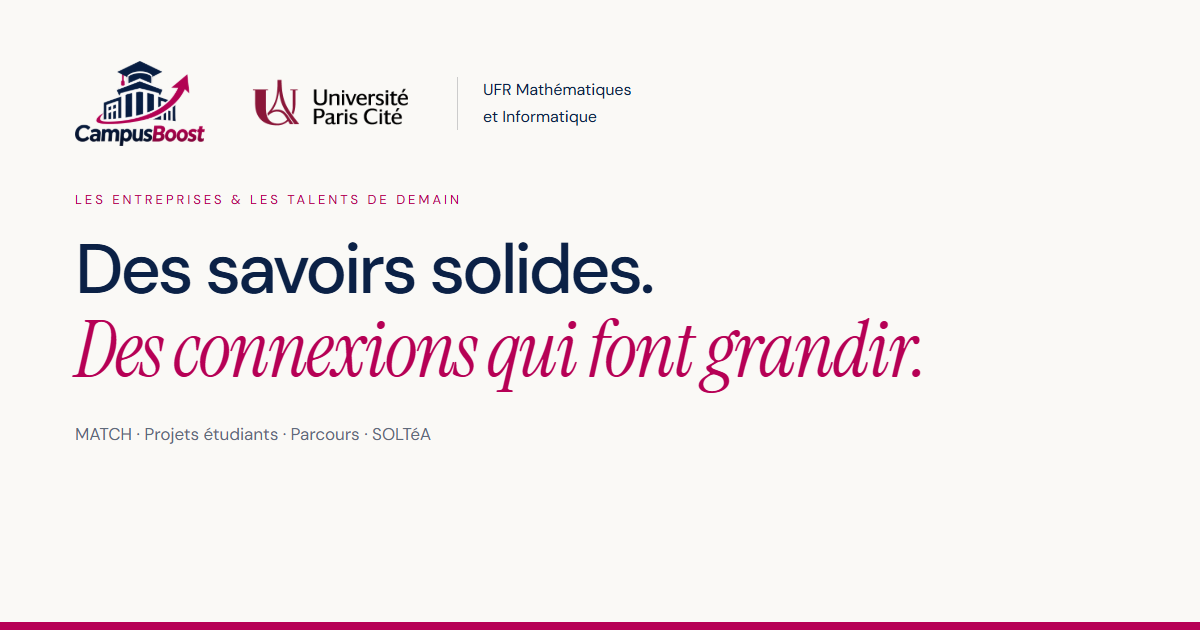 CampusBoost
Université
Paris Cité
UFR Mathématiques
et Informatique
LES ENTREPRISES & LES TALENTS DE DEMAIN
Des savoirs solides.
Des connexions qui font grandir.
MATCH · Projets étudiants · Parcours · SOLTéA